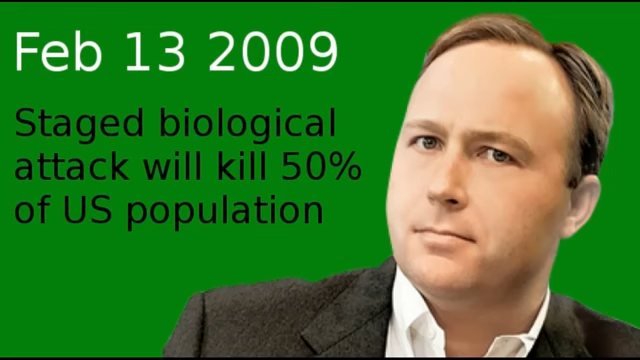 Feb 13 2009
Staged biological
attack will kill 50%
of US population